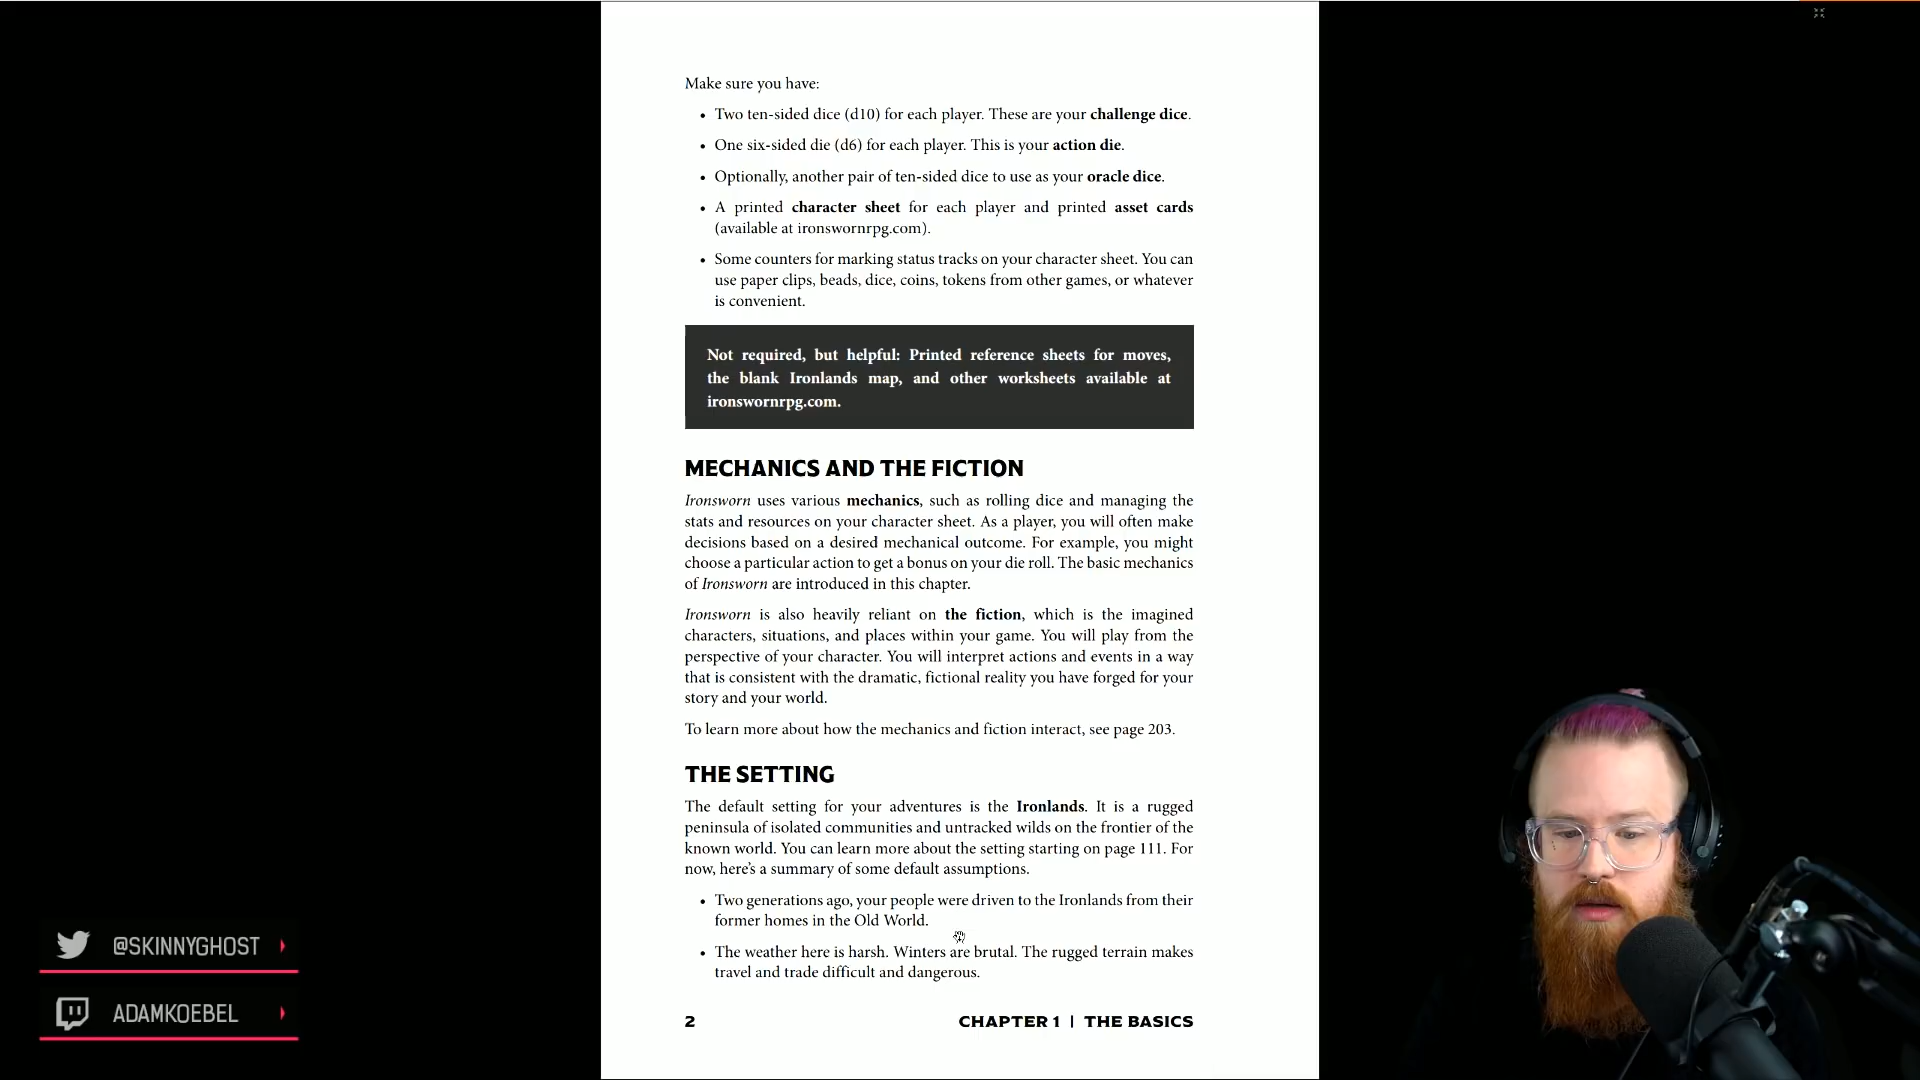 Make sure you have:
• Two ten-sided dice (d10) for each player. These are your challenge dice.
• One six-sided die (d6) for each player. This is your action die.
• Optionally, another pair of ten-sided dice to use as your oracle dice.
• A printed character sheet for each player and printed asset cards
(available at ironswornrpg.com).
• Some counters for marking status tracks on your character sheet. You can
use paper clips, beads, dice, coins, tokens from other games, or whatever
is convenient.
Not required, but helpful: Printed reference sheets for moves,
the blank Ironlands map, and other worksheets available at
ironswornrpg.com.
MECHANICS AND THE FICTION
Ironsworn uses various mechanics, such as rolling dice and managing the
stats and resources on your character sheet. As a player, you will often make
decisions based on a desired mechanical outcome. For example, you might
choose a particular action to get a bonus on your die roll. The basic mechanics
of Ironsworn are introduced in this chapter.
Ironsworn is also heavily reliant on the fiction, which is the imagined
characters, situations, and places within your game. You will play from the
perspective of your character. You will interpret actions and events in a way
that is consistent with the dramatic, fictional reality you have forged for your
story and your world.
To learn more about how the mechanics and fiction interact, see page 203.
THE SETTING
The default setting for your adventures is the Ironlands. It is a rugged
peninsula of isolated communities and untracked wilds on the frontier of the
known world. You can learn more about the setting starting on page 111. For
now, here's a summary of some default assumptions.
• Two generations ago, your people were driven to the Ironlands from their
former homes in the Old World.
• The weather here is harsh. Winters are brutal. The rugged terrain makes
travel and trade difficult and dangerous.
2 CHAPTER 1 | THE BASICS
@SKINNYGHOST
ADAMKOEBEL